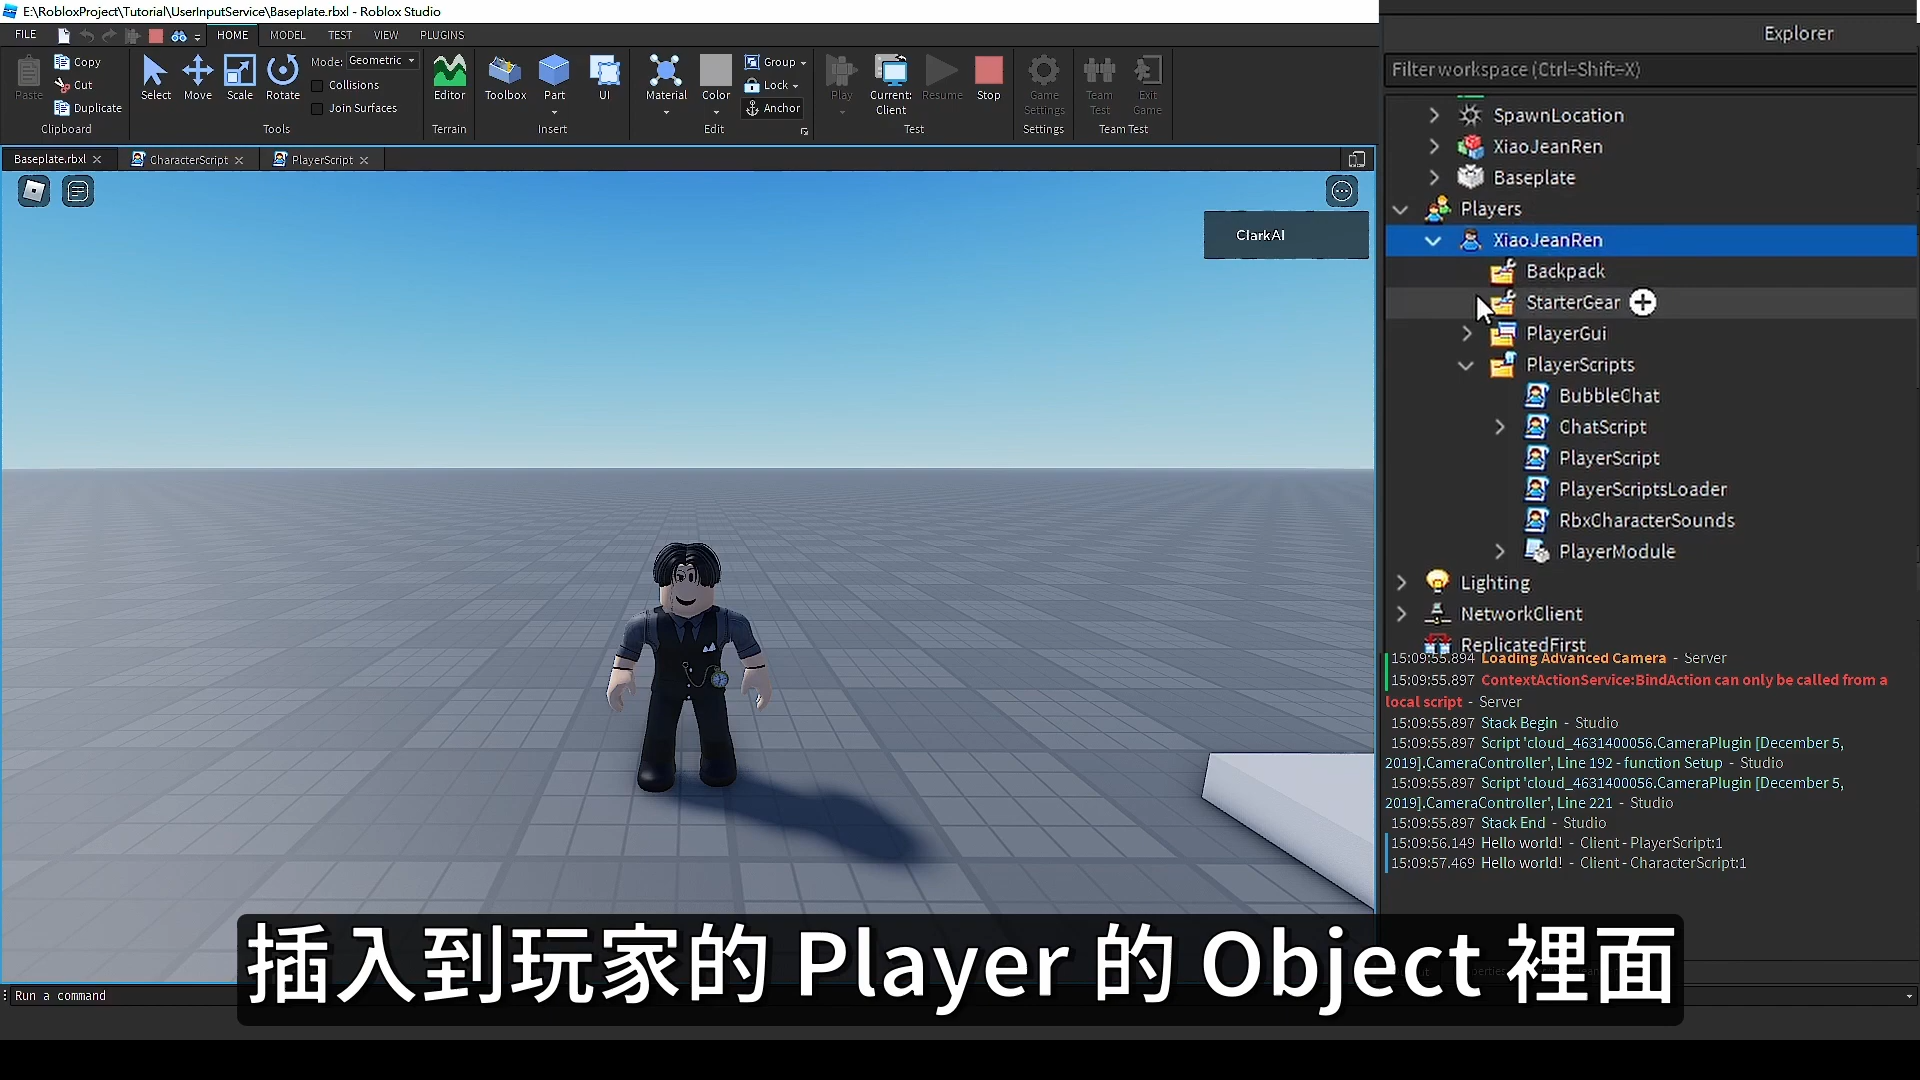 E:\RobloxProject\Tutorial\UserInputService\Baseplate.rbxl - Roblox Studio
FILE HOME MODEL TEST VIEW PLUGINS
Paste Copy Cut Duplicate Clipboard
Select Move Scale Rotate Mode: Geometric Collisions Join Surfaces Tools
Editor Terrain
Toolbox Part UI Insert
Material Color Group Lock Anchor Edit
Play Current: Client Resume Stop Test
Game Settings Settings
Team Test Exit Game Team Test
Baseplate.rbxl CharacterScript PlayerScript
ClarkAI
Explorer
Filter workspace (Ctrl+Shift+X)
SpawnLocation
XiaoJeanRen
Baseplate
Players
XiaoJeanRen
Backpack
StarterGear
PlayerGui
PlayerScripts
BubbleChat
ChatScript
PlayerScript
PlayerScriptsLoader
RbxCharacterSounds
PlayerModule
Lighting
NetworkClient
ReplicatedFirst
15:09:55.894 Loading Advanced Camera - Server
15:09:55.897 ContextActionService:BindAction can only be called from a
local script - Server
15:09:55.897 Stack Begin - Studio
15:09:55.897 Script 'cloud_4631400056.CameraPlugin [December 5,
2019].CameraController', Line 192 - function Setup - Studio
15:09:55.897 Script 'cloud_4631400056.CameraPlugin [December 5,
2019].CameraController', Line 221 - Studio
15:09:55.897 Stack End - Studio
15:09:56.149 Hello world! - Client - PlayerScript:1
15:09:57.469 Hello world! - Client - CharacterScript:1
插入到玩家的 Player 的 Object 裡面
Run a command